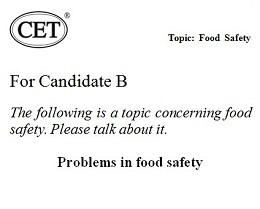 CET®
Topic: Food Safety
For Candidate B
The following is a topic concerning food
safety. Please talk about it.
Problems in food safety